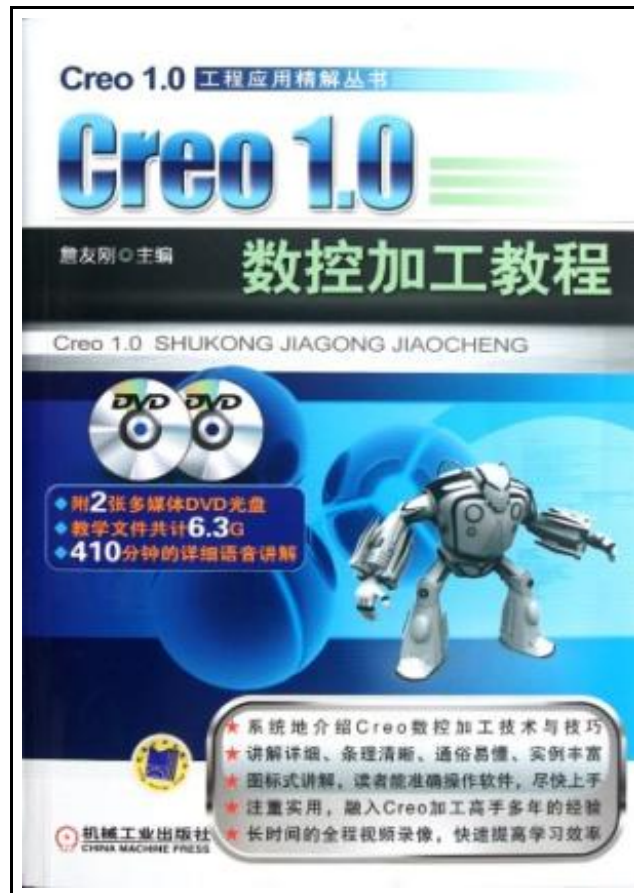 Creo 1.0 工程应用精解丛书
Creo 1.0
詹友刚◎主编
数控加工教程
Creo 1.0 SHUKONG JIAGONG JIAOCHENG
DVD DVD
◆附2张多媒体DVD光盘
◆教学文件共计6.3G
◆410分钟的详细语音讲解
★系统地介绍Creo数控加工技术与技巧
★讲解详细、条理清晰、通俗易懂、实例丰富
★图标式讲解，读者能准确操作软件，尽快上手
★注重实用，融入Creo加工高手多年的经验
★长时间的全程视频录像，快速提高学习效率
机械工业出版社
CHINA MACHINE PRESS